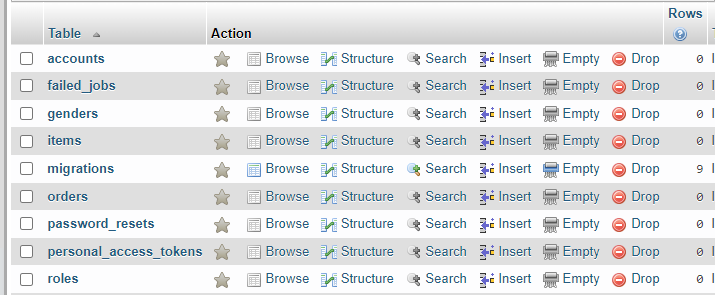 Table Action Rows
accounts Browse Structure Search Insert Empty Drop 0
failed_jobs Browse Structure Search Insert Empty Drop 0
genders Browse Structure Search Insert Empty Drop 0
items Browse Structure Search Insert Empty Drop 0
migrations Browse Structure Search Insert Empty Drop 9
orders Browse Structure Search Insert Empty Drop 0
password_resets Browse Structure Search Insert Empty Drop 0
personal_access_tokens Browse Structure Search Insert Empty Drop 0
roles Browse Structure Search Insert Empty Drop 0